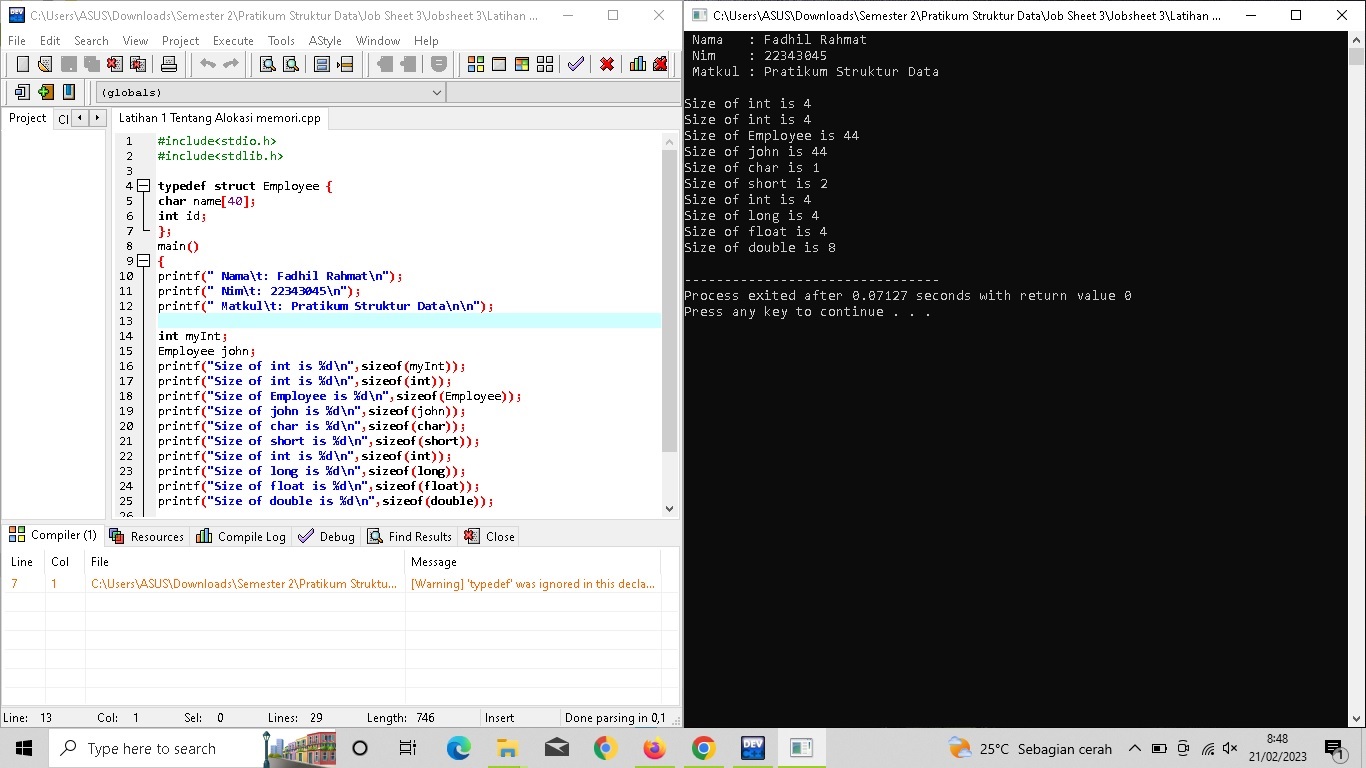 C:\Users\ASUS\Downloads\Semester 2\Pratikum Struktur Data\Job Sheet 3\Jobsheet 3\Latihan ...
File Edit Search View Project Execute Tools AStyle Window Help
(globals)
Project Cl
Latihan 1 Tentang Alokasi memori.cpp
1 #include<stdio.h>
2 #include<stdlib.h>
3
4 typedef struct Employee {
5 char name[40];
6 int id;
7 };
8 main()
9 {
10 printf(" Nama\t: Fadhil Rahmat\n");
11 printf(" Nim\t: 22343045\n");
12 printf(" Matkul\t: Pratikum Struktur Data\n\n");
13
14 int myInt;
15 Employee john;
16 printf("Size of int is %d\n",sizeof(myInt));
17 printf("Size of int is %d\n",sizeof(int));
18 printf("Size of Employee is %d\n",sizeof(Employee));
19 printf("Size of john is %d\n",sizeof(john));
20 printf("Size of char is %d\n",sizeof(char));
21 printf("Size of short is %d\n",sizeof(short));
22 printf("Size of int is %d\n",sizeof(int));
23 printf("Size of long is %d\n",sizeof(long));
24 printf("Size of float is %d\n",sizeof(float));
25 printf("Size of double is %d\n",sizeof(double));
26
Compiler (1) Resources Compile Log Debug Find Results Close
Line Col File Message
7 1 C:\Users\ASUS\Downloads\Semester 2\Pratikum Struktu... [Warning] 'typedef' was ignored in this decla...
Line: 13 Col: 1 Sel: 0 Lines: 29 Length: 746 Insert Done parsing in 0,1
C:\Users\ASUS\Downloads\Semester 2\Pratikum Struktur Data\Job Sheet 3\Jobsheet 3\Latihan ...
Nama : Fadhil Rahmat
Nim : 22343045
Matkul : Pratikum Struktur Data
Size of int is 4
Size of int is 4
Size of Employee is 44
Size of john is 44
Size of char is 1
Size of short is 2
Size of int is 4
Size of long is 4
Size of float is 4
Size of double is 8
--------------------------------
Process exited after 0.07127 seconds with return value 0
Press any key to continue . . .
Type here to search
DEV
25°C Sebagian cerah
8:48
21/02/2023
1